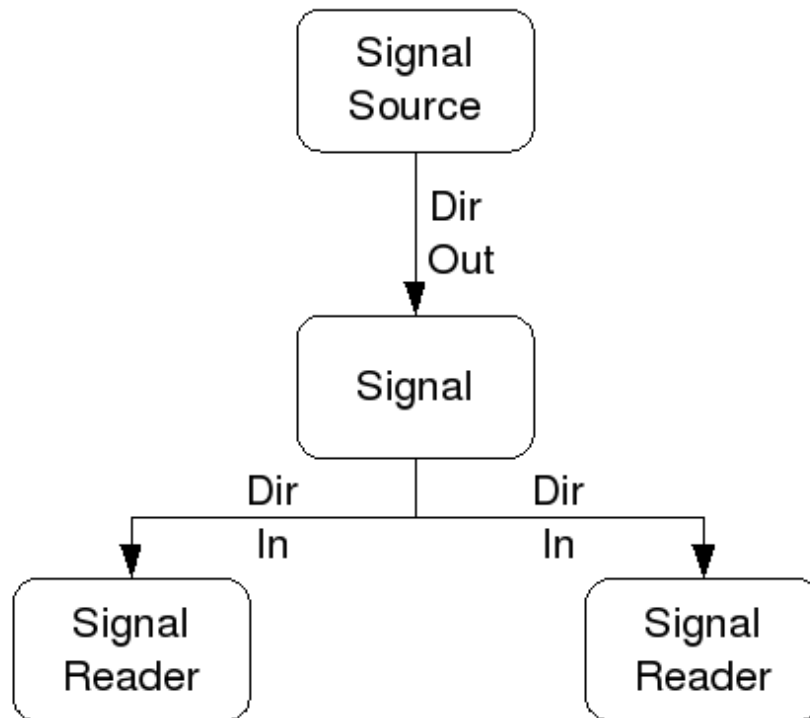 Signal
Source
Dir
Out
Signal
Dir
In
Dir
In
Signal
Reader
Signal
Reader